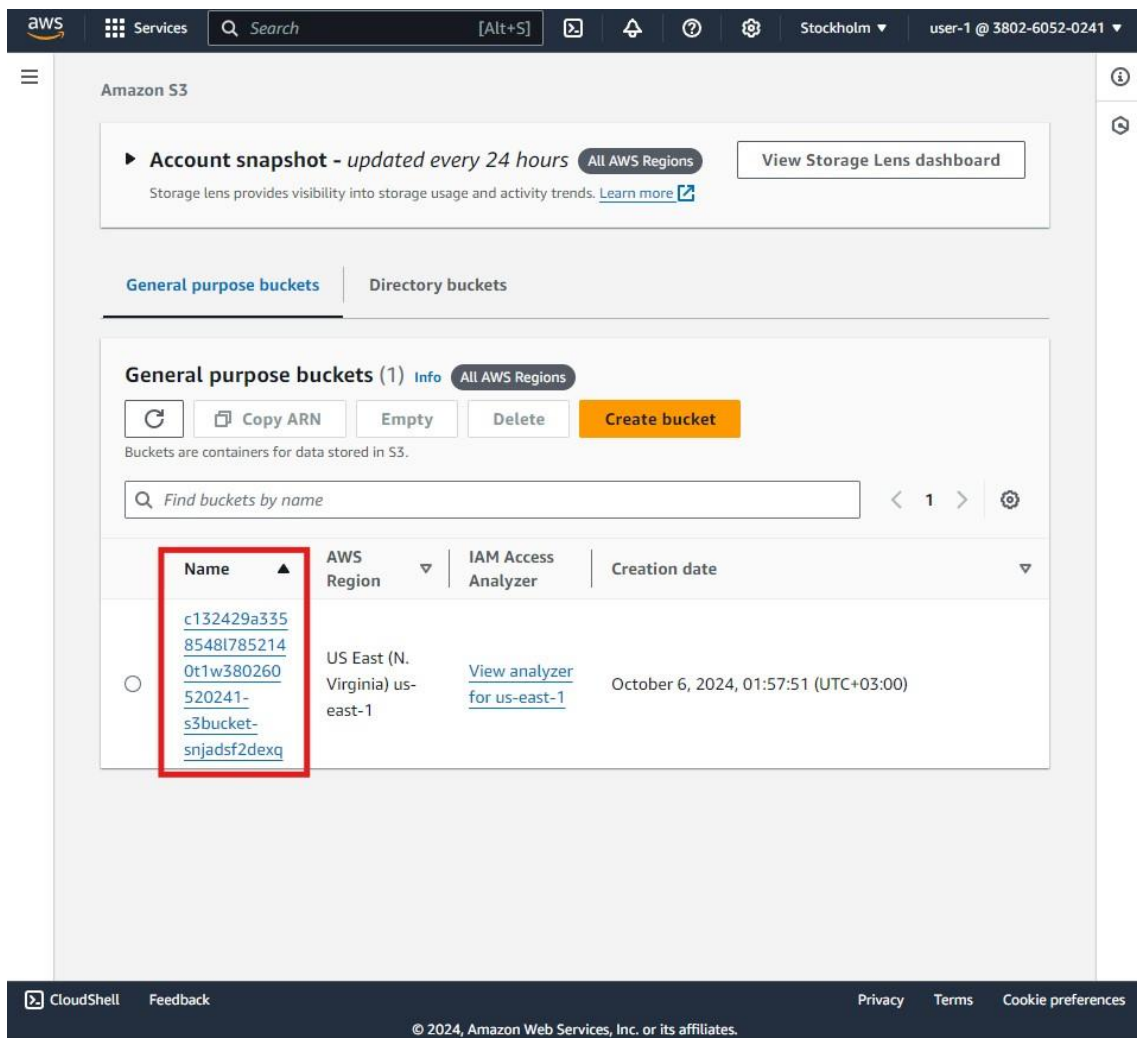 aws Services Search [Alt+S] Stockholm ▼ user-1 @ 3802-6052-0241 ▼
Amazon S3
Account snapshot - updated every 24 hours All AWS Regions View Storage Lens dashboard
Storage lens provides visibility into storage usage and activity trends. Learn more
General purpose buckets Directory buckets
General purpose buckets (1) Info All AWS Regions
Copy ARN Empty Delete Create bucket
Buckets are containers for data stored in S3.
Find buckets by name 1
Name AWS Region IAM Access Analyzer Creation date
c132429a335
8548l785214
0t1w380260
520241-
s3bucket-
snjadsf2dexq
US East (N.
Virginia) us-
east-1
View analyzer
for us-east-1
October 6, 2024, 01:57:51 (UTC+03:00)
CloudShell Feedback Privacy Terms Cookie preferences
© 2024, Amazon Web Services, Inc. or its affiliates.